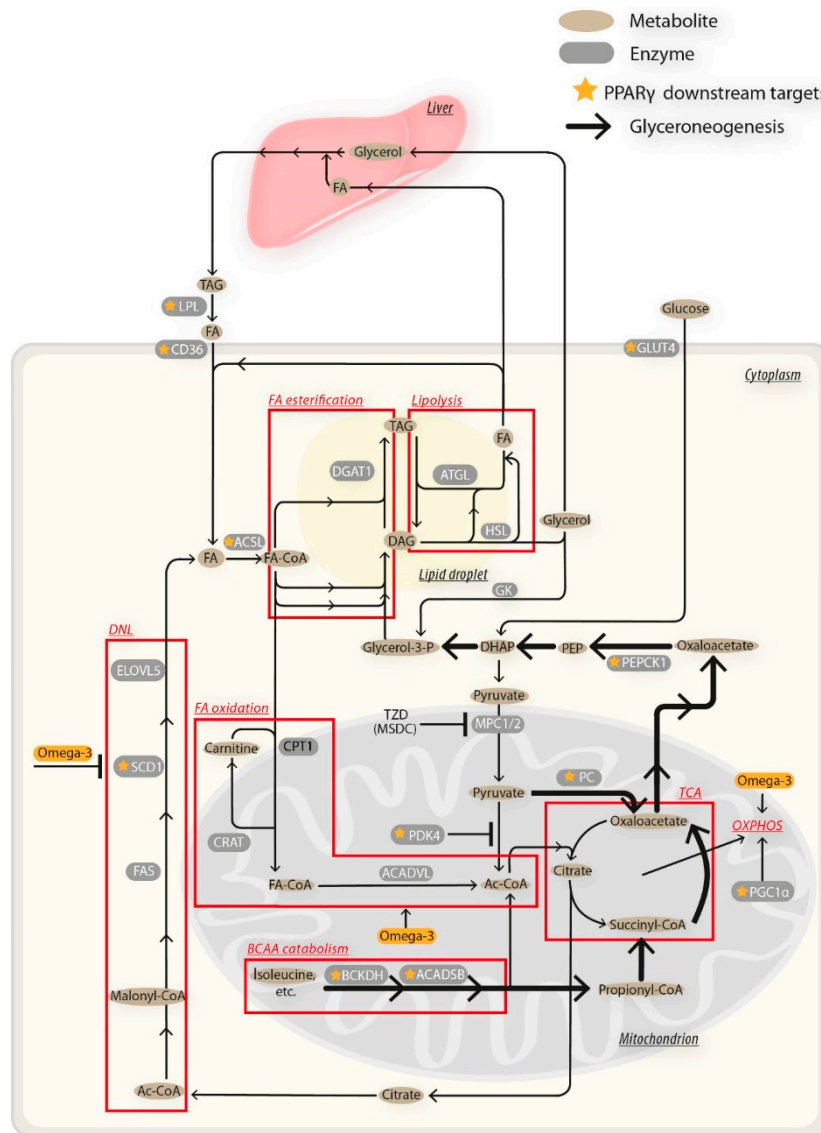 Metabolite
Enzyme
PPARγ downstream targets
Glyceroneogenesis
Liver
Glycerol
FA
TAG
LPL
FA
CD36
Glucose
GLUT4
Cytoplasm
FA esterification
Lipolysis
TAG
FA
DGAT1
ATGL
Glycerol
HSL
DAG
ACSL
FA
FA-CoA
Lipid droplet
GK
DNL
Glycerol-3-P
DHAP
PEP
Oxaloacetate
PEPCK1
ELOVL5
Pyruvate
FA oxidation
TZD
(MSDC)
MPC1/2
Carnitine
CPT1
Omega-3
SCD1
Pyruvate
PC
TCA
Omega-3
Oxaloacetate
OXPHOS
PDK4
CRAT
FAS
ACADVL
FA-CoA
Ac-CoA
Citrate
PGC1α
Omega-3
Succinyl-CoA
BCAA catabolism
Isoleucine,
etc.
BCKDH
ACADSB
Propionyl-CoA
Malonyl-CoA
Mitochondrion
Ac-CoA
Citrate